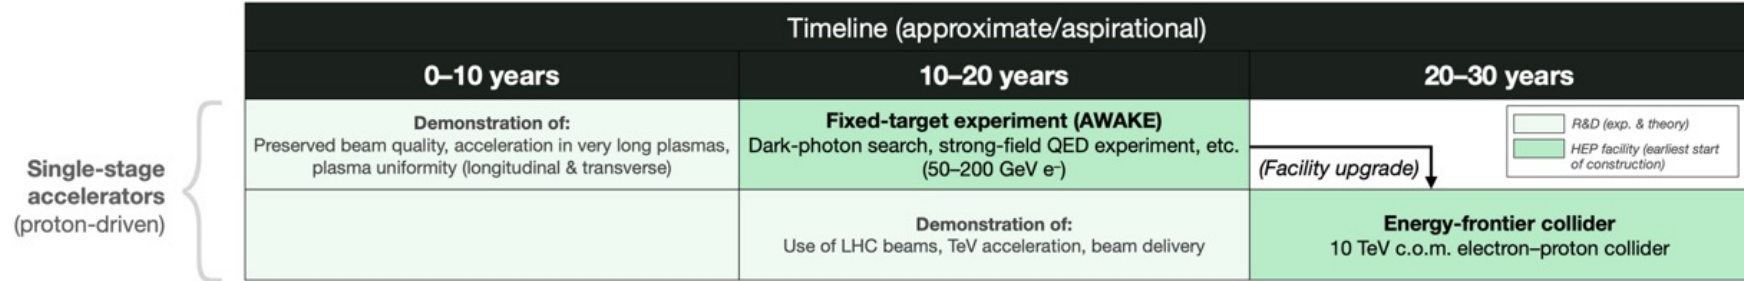 Timeline (approximate/aspirational)
0–10 years
10–20 years
20–30 years
Single-stage
accelerators
(proton-driven)
Demonstration of:
Preserved beam quality, acceleration in very long plasmas,
plasma uniformity (longitudinal & transverse)
Fixed-target experiment (AWAKE)
Dark-photon search, strong-field QED experiment, etc.
(50–200 GeV e⁻)
(Facility upgrade)
R&D (exp. & theory)
HEP facility (earliest start
of construction)
Demonstration of:
Use of LHC beams, TeV acceleration, beam delivery
Energy-frontier collider
10 TeV c.o.m. electron–proton collider